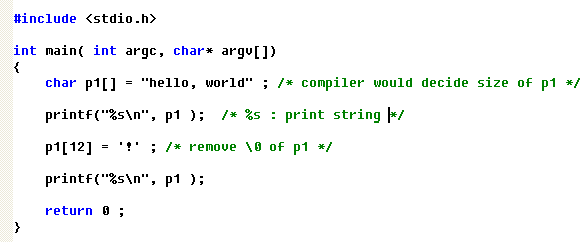 #include <stdio.h>
int main( int argc, char* argv[])
{
char p1[] = "hello, world" ; /* compiler would decide size of p1 */
printf("%s\n", p1 );  /* %s : print string */
p1[12] = '!' ; /* remove \0 of p1 */
printf("%s\n", p1 );
return 0 ;
}